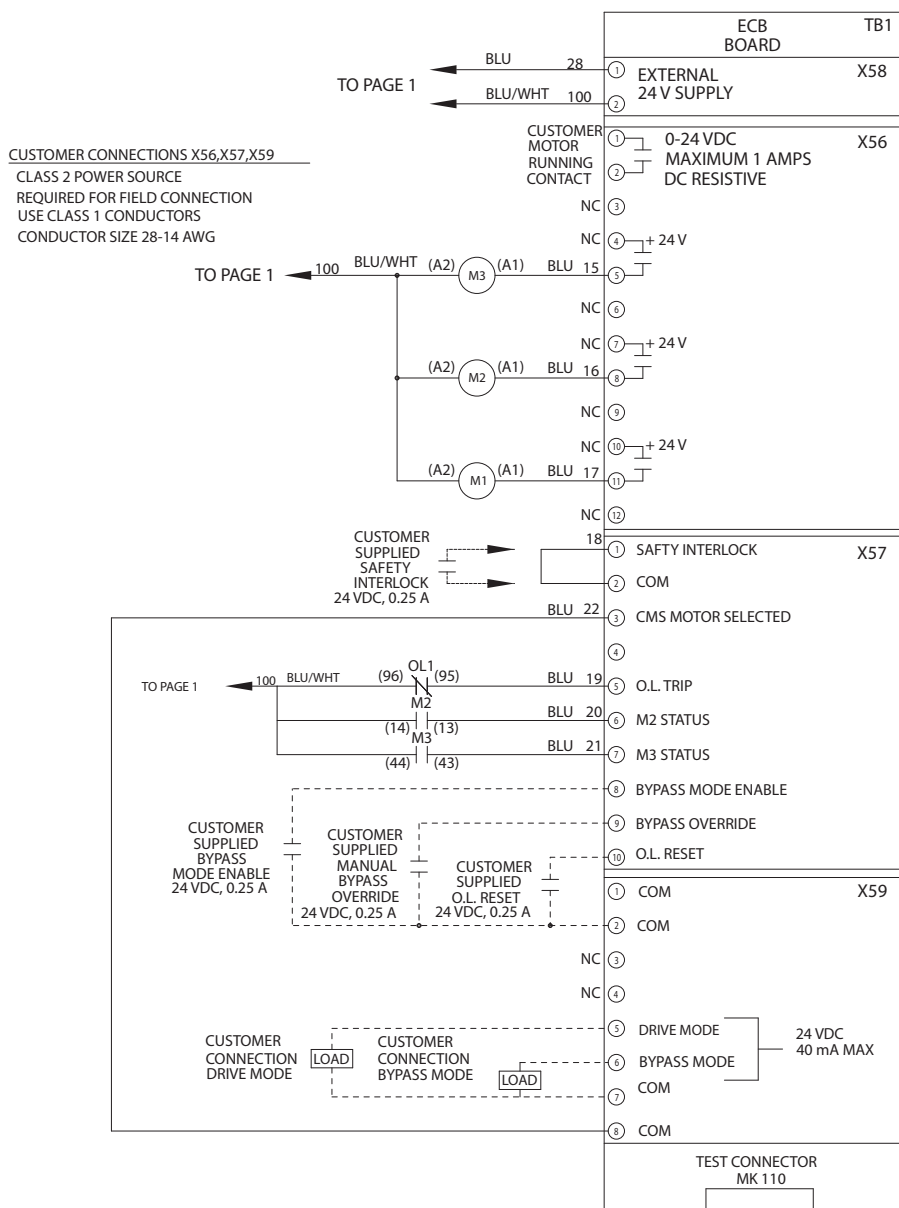 ECB BOARD TB1
BLU 28 1 EXTERNAL 24 V SUPPLY X58
TO PAGE 1
BLU/WHT 100 2
CUSTOMER MOTOR RUNNING CONTACT
1 0-24 VDC X56
MAXIMUM 1 AMPS
2 DC RESISTIVE
CUSTOMER CONNECTIONS X56,X57,X59
CLASS 2 POWER SOURCE
REQUIRED FOR FIELD CONNECTION
USE CLASS 1 CONDUCTORS
CONDUCTOR SIZE 28-14 AWG
NC 3
NC 4 + 24 V
TO PAGE 1 100 BLU/WHT (A2) M3 (A1) BLU 15 5
NC 6
NC 7 + 24 V
(A2) M2 (A1) BLU 16 8
NC 9
NC 10 + 24 V
(A2) M1 (A1) BLU 17 11
NC 12
CUSTOMER
SUPPLIED
SAFETY
INTERLOCK
24 VDC, 0.25 A
18 1 SAFTY INTERLOCK X57
2 COM
BLU 22 3 CMS MOTOR SELECTED
4
OL1
TO PAGE 1 100 BLU/WHT (96) (95) BLU 19 5 O.L. TRIP
M2
(14) (13) BLU 20 6 M2 STATUS
M3
(44) (43) BLU 21 7 M3 STATUS
8 BYPASS MODE ENABLE
9 BYPASS OVERRIDE
10 O.L. RESET
CUSTOMER
SUPPLIED
BYPASS
MODE ENABLE
24 VDC, 0.25 A
CUSTOMER
SUPPLIED
MANUAL
BYPASS
OVERRIDE
24 VDC, 0.25 A
CUSTOMER
SUPPLIED
O.L. RESET
24 VDC, 0.25 A
1 COM X59
2 COM
NC 3
NC 4
5 DRIVE MODE
6 BYPASS MODE
24 VDC
40 mA MAX
7 COM
CUSTOMER
CONNECTION
DRIVE MODE
LOAD
CUSTOMER
CONNECTION
BYPASS MODE
LOAD
8 COM
TEST CONNECTOR
MK 110